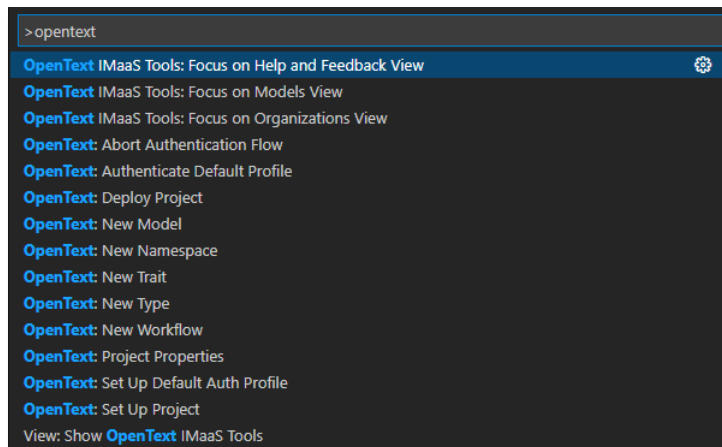 >opentext
OpenText IMaaS Tools: Focus on Help and Feedback View
OpenText IMaaS Tools: Focus on Models View
OpenText IMaaS Tools: Focus on Organizations View
OpenText: Abort Authentication Flow
OpenText: Authenticate Default Profile
OpenText: Deploy Project
OpenText: New Model
OpenText: New Namespace
OpenText: New Trait
OpenText: New Type
OpenText: New Workflow
OpenText: Project Properties
OpenText: Set Up Default Auth Profile
OpenText: Set Up Project
View: Show OpenText IMaaS Tools